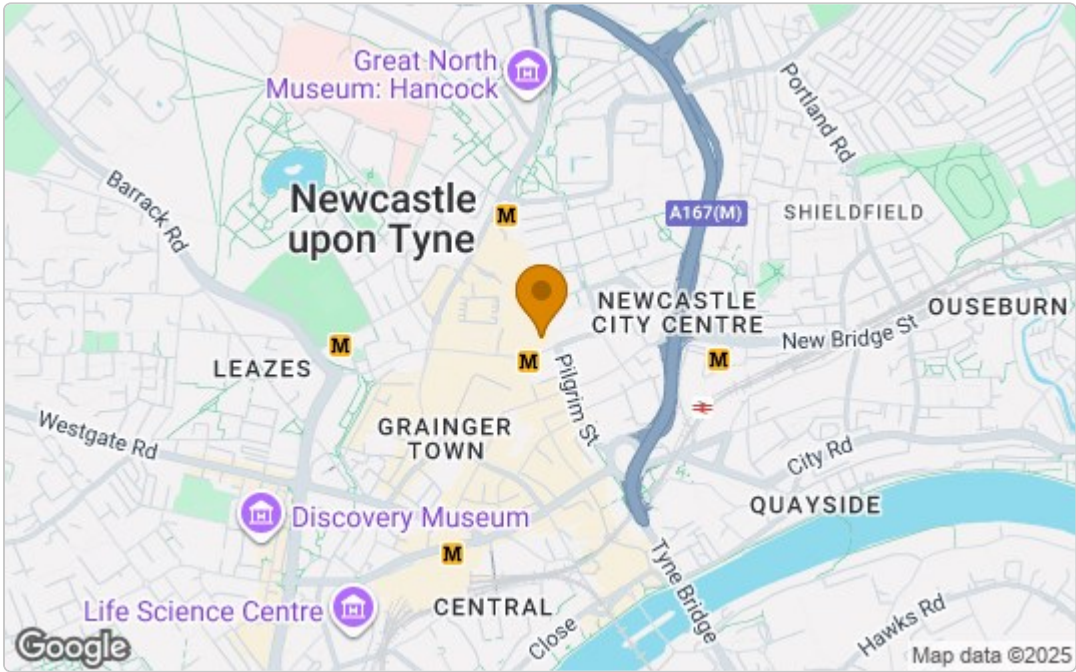 Great North
Museum: Hancock
Portland Rd
Barrack Rd
Newcastle
upon Tyne
M
A167(M)
SHIELDFIELD
NEWCASTLE
CITY CENTRE
OUSEBURN
New Bridge St
M
M
M
LEAZES
Pilgrim St
Westgate Rd
GRAINGER
TOWN
City Rd
QUAYSIDE
Discovery Museum
M
Tyne Bridge
Life Science Centre
CENTRAL
Close
Hawks Rd
Google
Map data ©2025